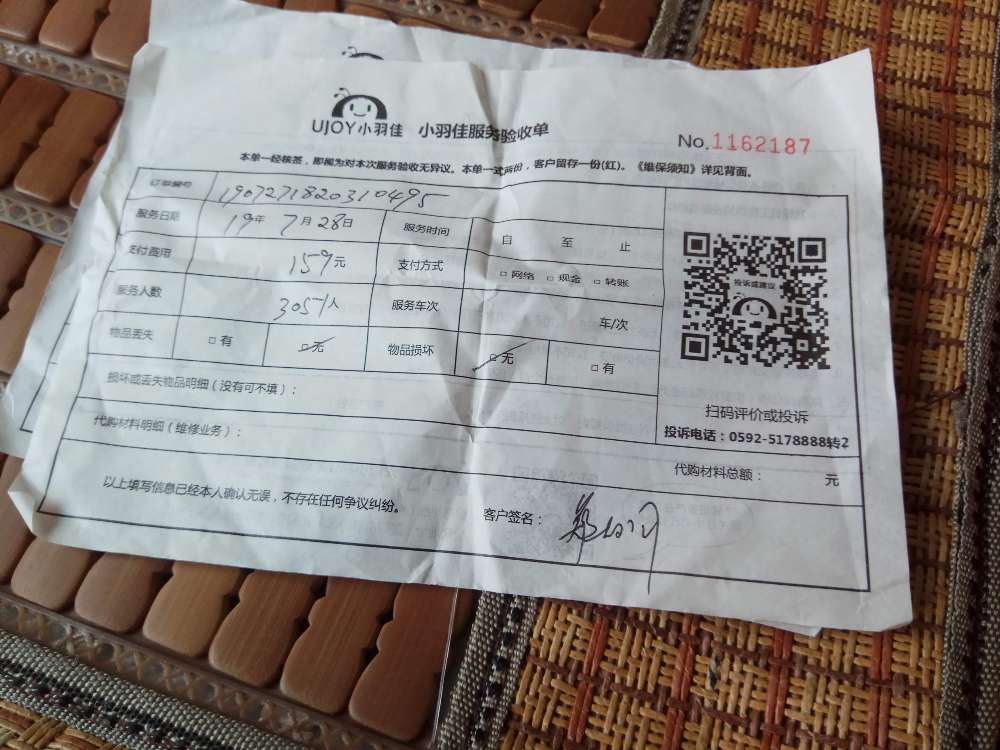 UJOY小羽佳 小羽佳服务验收单
No.1162187
本单一经核签，即视为对本次服务验收无异议。本单一式两份，客户留存一份(红)。《维保须知》详见背面。
订单编号 1907271820310495
服务日期 19年 7月28日 服务时间 自 至 止
支付费用 159元 支付方式 □网络 □现金 □转账
服务人数 3051人 服务车次 车/次
物品丢失 □有 □无 物品损坏 □无 □有
损坏或丢失物品明细（没有可不填）：
投诉或建议
扫码评价或投诉
投诉电话：0592-5178888转2
代购材料明细（维修业务）：
代购材料总额： 元
以上填写信息已经本人确认无误，不存在任何争议纠纷。
客户签名：